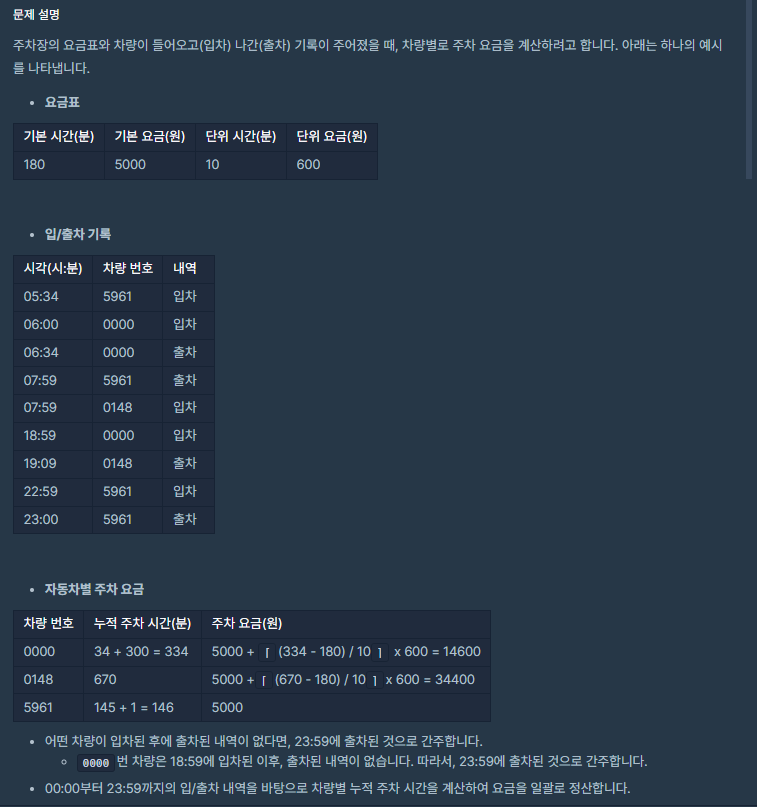 문제 설명
주차장의 요금표와 차량이 들어오고(입차) 나간(출차) 기록이 주어졌을 때, 차량별로 주차 요금을 계산하려고 합니다. 아래는 하나의 예시
를 나타냅니다.
• 요금표
기본 시간(분) 기본 요금(원) 단위 시간(분) 단위 요금(원)
180 5000 10 600
• 입/출차 기록
시각(시:분) 차량 번호 내역
05:34 5961 입차
06:00 0000 입차
06:34 0000 출차
07:59 5961 출차
07:59 0148 입차
18:59 0000 입차
19:09 0148 출차
22:59 5961 입차
23:00 5961 출차
• 자동차별 주차 요금
차량 번호 누적 주차 시간(분) 주차 요금(원)
0000 34 + 300 = 334 5000 + ⌈ (334 - 180) / 10 ⌉ x 600 = 14600
0148 670 5000 + ⌈ (670 - 180) / 10 ⌉ x 600 = 34400
5961 145 + 1 = 146 5000
• 어떤 차량이 입차된 후에 출차된 내역이 없다면, 23:59에 출차된 것으로 간주합니다.
◦ 0000 번 차량은 18:59에 입차된 이후, 출차된 내역이 없습니다. 따라서, 23:59에 출차된 것으로 간주합니다.
• 00:00부터 23:59까지의 입/출차 내역을 바탕으로 차량별 누적 주차 시간을 계산하여 요금을 일괄로 정산합니다.